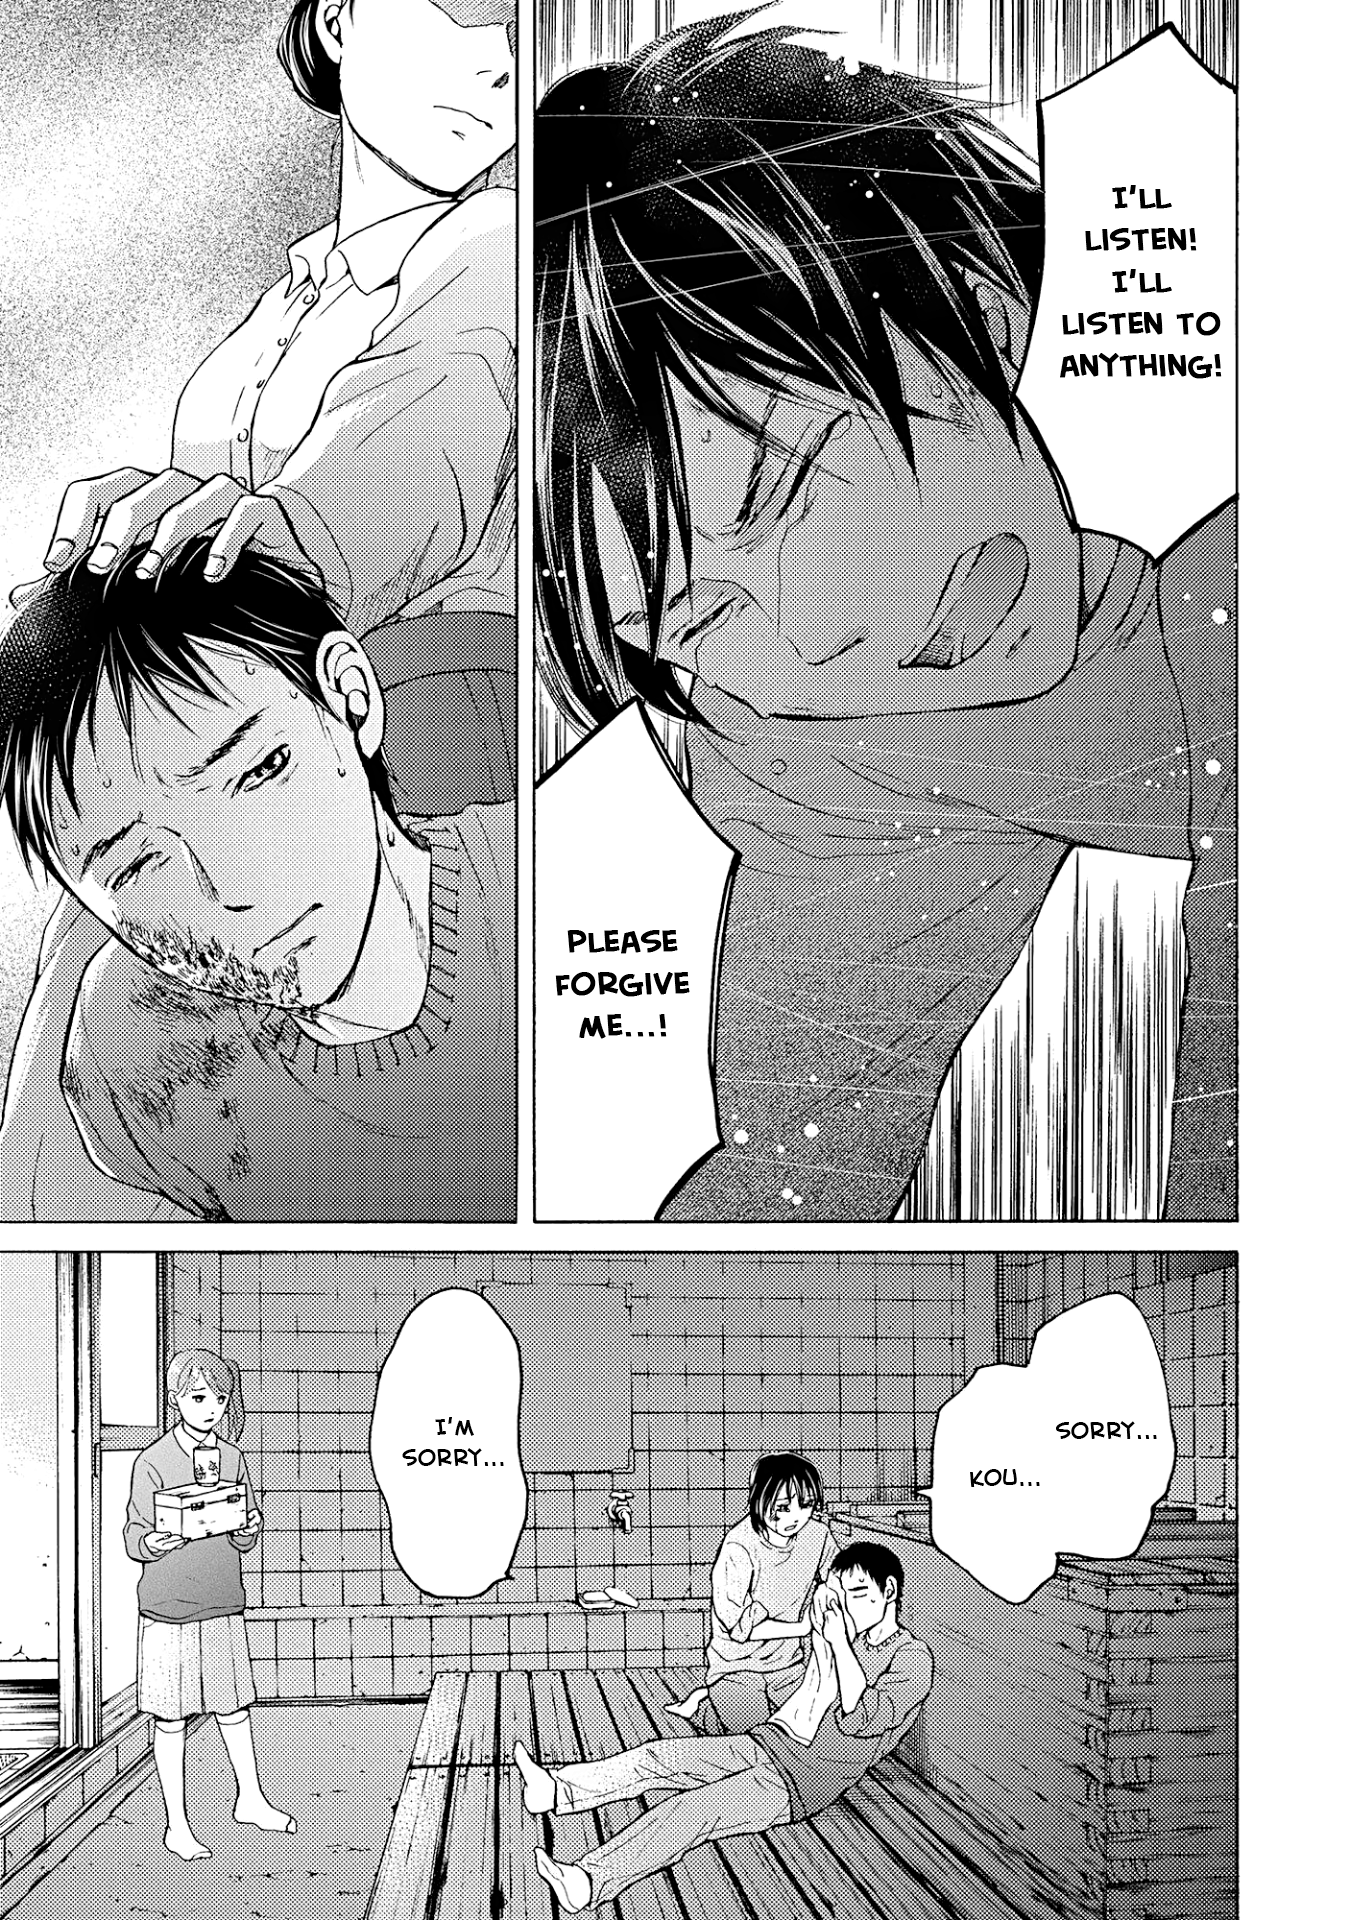 I'LL
LISTEN!
I'LL
LISTEN TO
ANYTHING!
PLEASE
FORGIVE
ME...!
SORRY...
KOU...
I'M
SORRY...